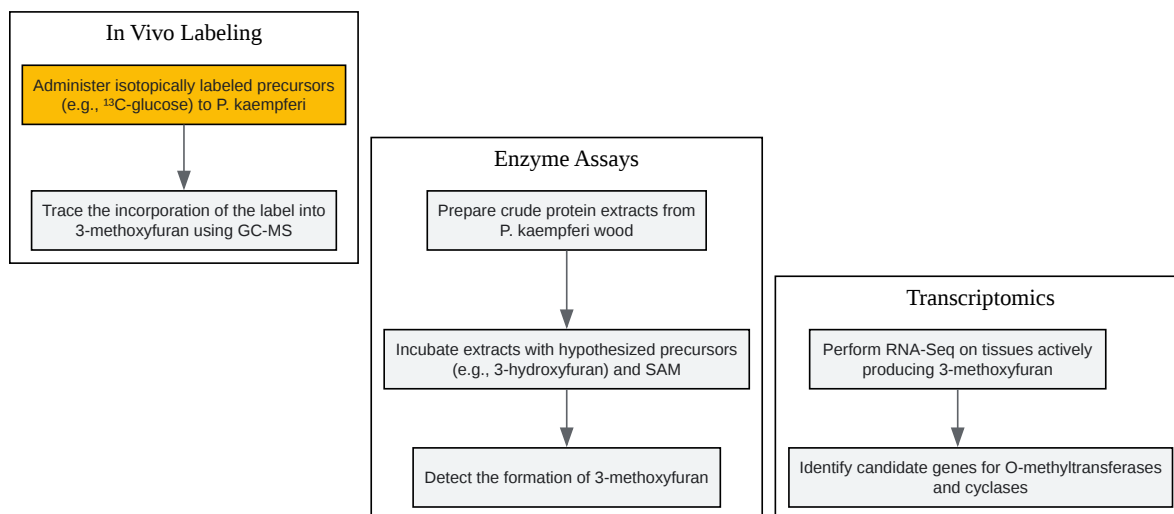 In Vivo Labeling
Administer isotopically labeled precursors
(e.g., ¹³C-glucose) to P. kaempferi
Trace the incorporation of the label into
3-methoxyfuran using GC-MS
Enzyme Assays
Prepare crude protein extracts from
P. kaempferi wood
Incubate extracts with hypothesized precursors
(e.g., 3-hydroxyfuran) and SAM
Detect the formation of 3-methoxyfuran
Transcriptomics
Perform RNA-Seq on tissues actively
producing 3-methoxyfuran
Identify candidate genes for O-methyltransferases
and cyclases